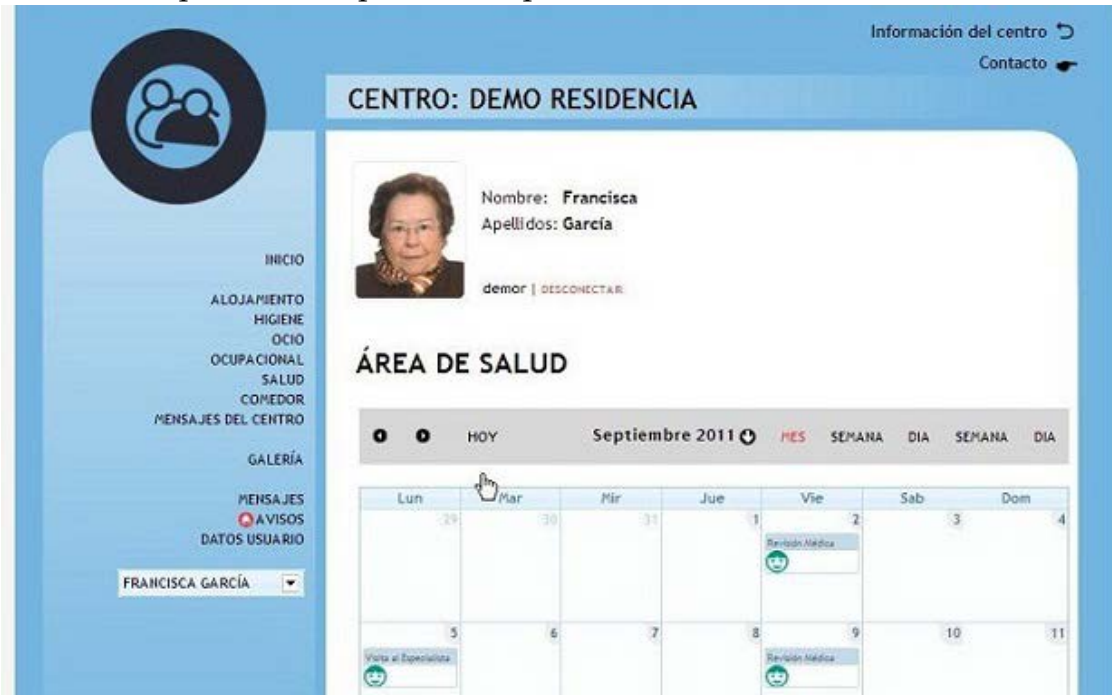 Información del centro
Contacto
CENTRO: DEMO RESIDENCIA
Nombre: Francisca
Apellidos: García
demor | DESCONECTAR
INICIO
ALOJAMIENTO
HIGIENE
OCIO
OCUPACIONAL
SALUD
COMEDOR
MENSAJES DEL CENTRO
GALERÍA
MENSAJES
AVISOS
DATOS USUARIO
FRANCISCA GARCÍA
ÁREA DE SALUD
HOY Septiembre 2011 MES SEMANA DIA SEMANA DIA
Lun Mar Mir Jue Vie Sab Dom
29 30 31 1 2 3 4
Revisión Médica
5 6 7 8 9 10 11
Visita al Especialista Revisión Médica